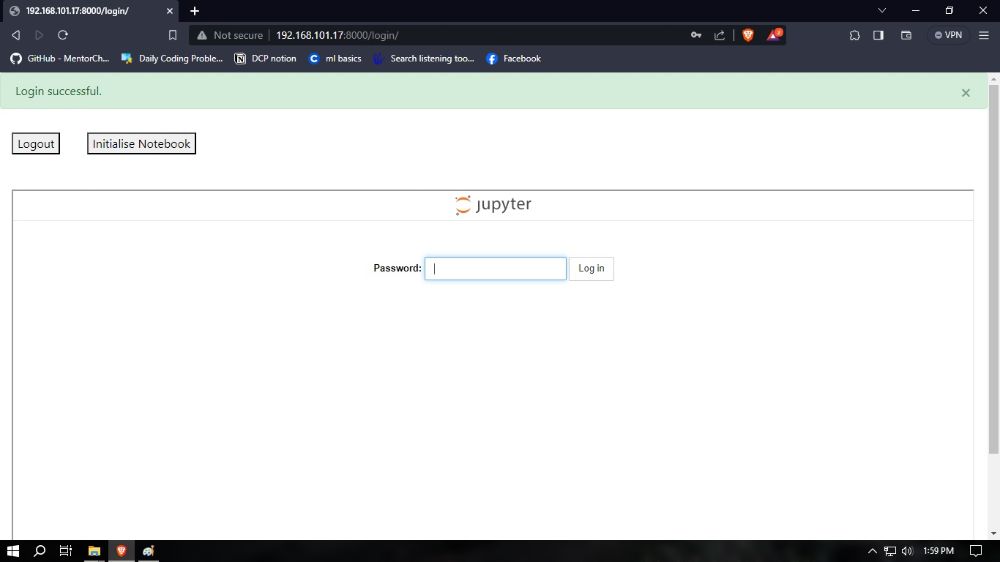 192.168.101.17:8000/login/
Not secure 192.168.101.17:8000/login/ VPN
GitHub - MentorCh... Daily Coding Proble... DCP notion ml basics Search listening too... Facebook
Login successful. ×
Logout Initialise Notebook
jupyter
Password: Log in
1:59 PM